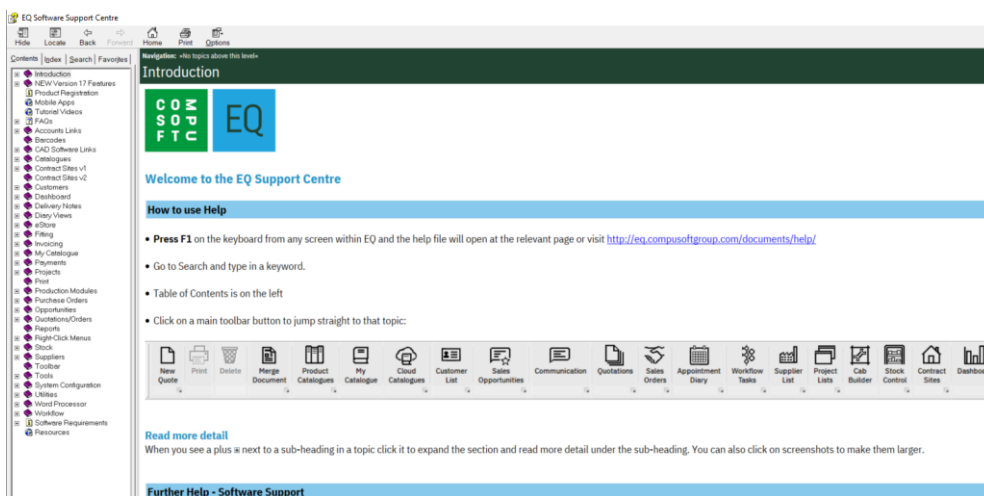 EQ Software Support Centre
Hide Locate Back Forward Home Print Options
Contents Index Search Favorites
Introduction
NEW Version 17 Features
Product Registration
Mobile Apps
Tutorial Videos
FAQs
Accounts Links
Barcodes
CAD Software Links
Catalogues
Contract Sites v1
Contract Sites v2
Customers
Dashboard
Delivery Notes
Diary Views
eStore
Fitting
Invoicing
My Catalogue
Payments
Projects
Print
Production Modules
Purchase Orders
Opportunities
Quotations/Orders
Reports
Right-Click Menus
Stock
Suppliers
Toolbar
Tools
System Configuration
Utilities
Word Processor
Workflow
Software Requirements
Resources
Navigation: «No topics above this level»
Introduction
COM
SOP
FTU
EQ
Welcome to the EQ Support Centre
How to use Help
• Press F1 on the keyboard from any screen within EQ and the help file will open at the relevant page or visit http://eq.compusoftgroup.com/documents/help/
• Go to Search and type in a keyword.
• Table of Contents is on the left
• Click on a main toolbar button to jump straight to that topic:
New Quote
Print
Delete
Merge Document
Product Catalogues
My Catalogue
Cloud Catalogues
Customer List
Sales Opportunities
Communication
Quotations
Sales Orders
Appointment Diary
Workflow Tasks
Supplier List
Project Lists
Cab Builder
Stock Control
Contract Sites
Dashboa
Read more detail
When you see a plus next to a sub-heading in a topic click it to expand the section and read more detail under the sub-heading. You can also click on screenshots to make them larger.
Further Help - Software Support